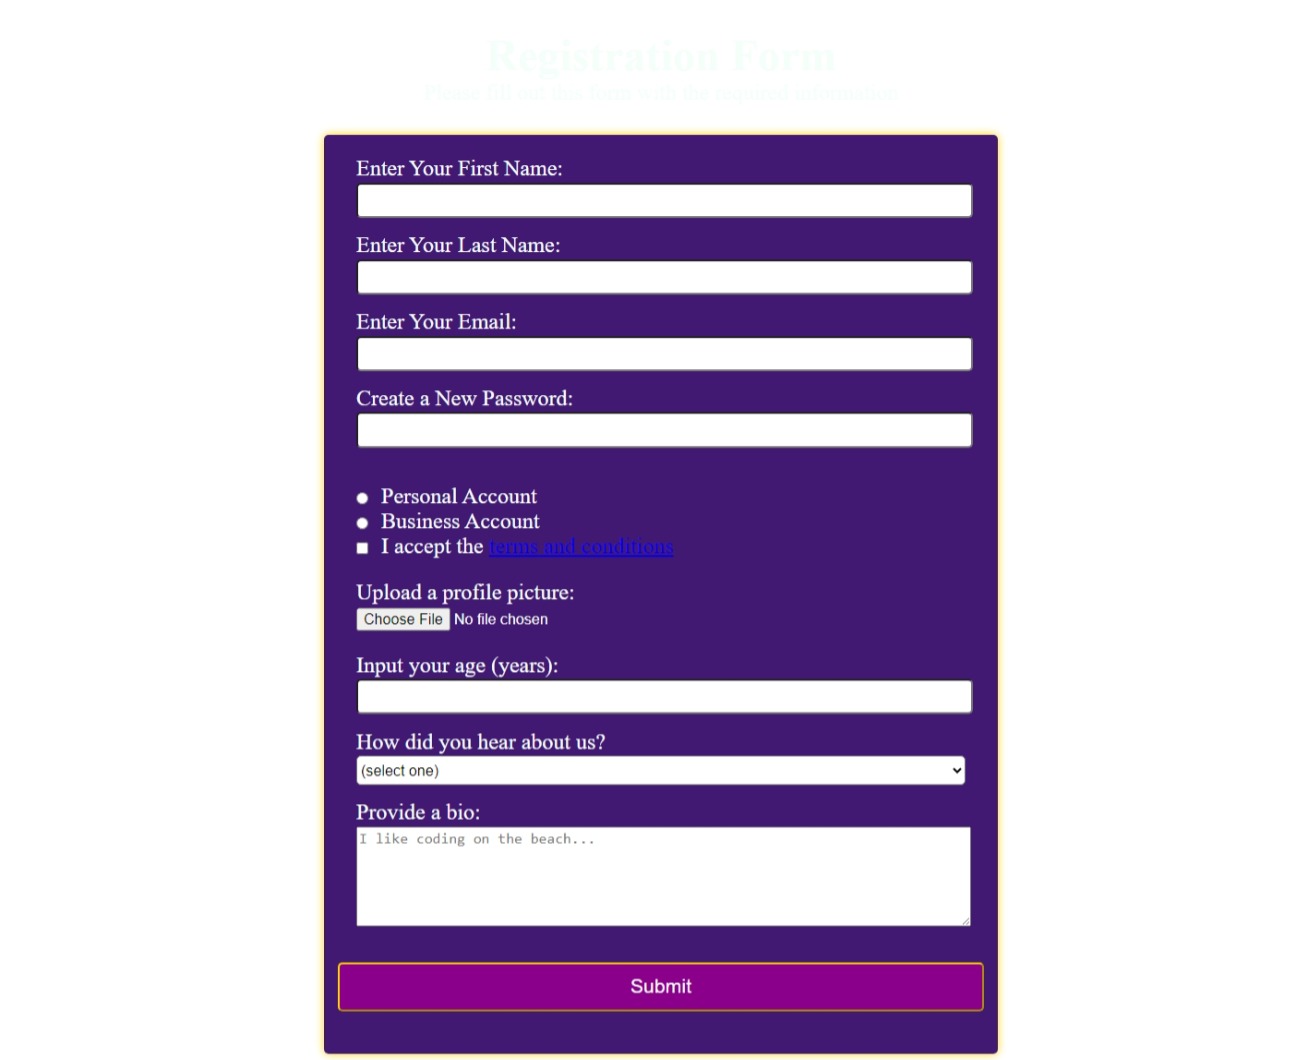 Registration Form
Please fill out this form with the required information
Enter Your First Name:
Enter Your Last Name:
Enter Your Email:
Create a New Password:
Personal Account
Business Account
I accept the terms and conditions
Upload a profile picture:
Choose File No file chosen
Input your age (years):
How did you hear about us?
(select one)
Provide a bio:
I like coding on the beach...
Submit